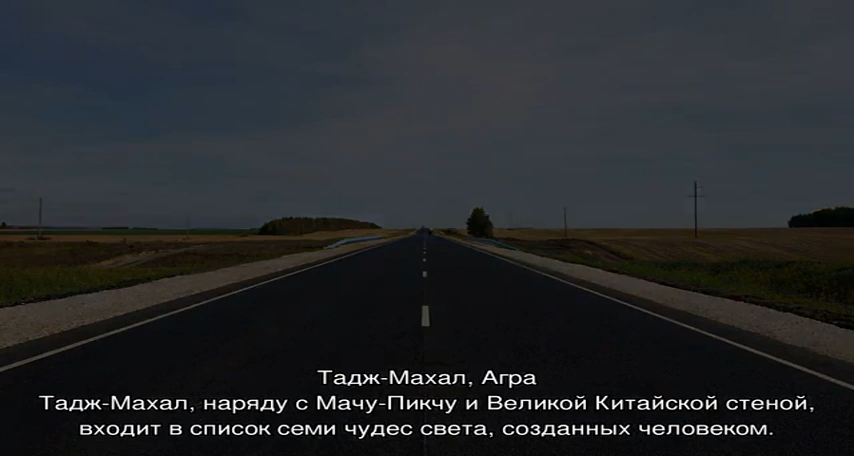 Тадж-Махал, Агра
Тадж-Махал, наряду с Мачу-Пикчу и Великой Китайской стеной,
входит в список семи чудес света, созданных человеком.